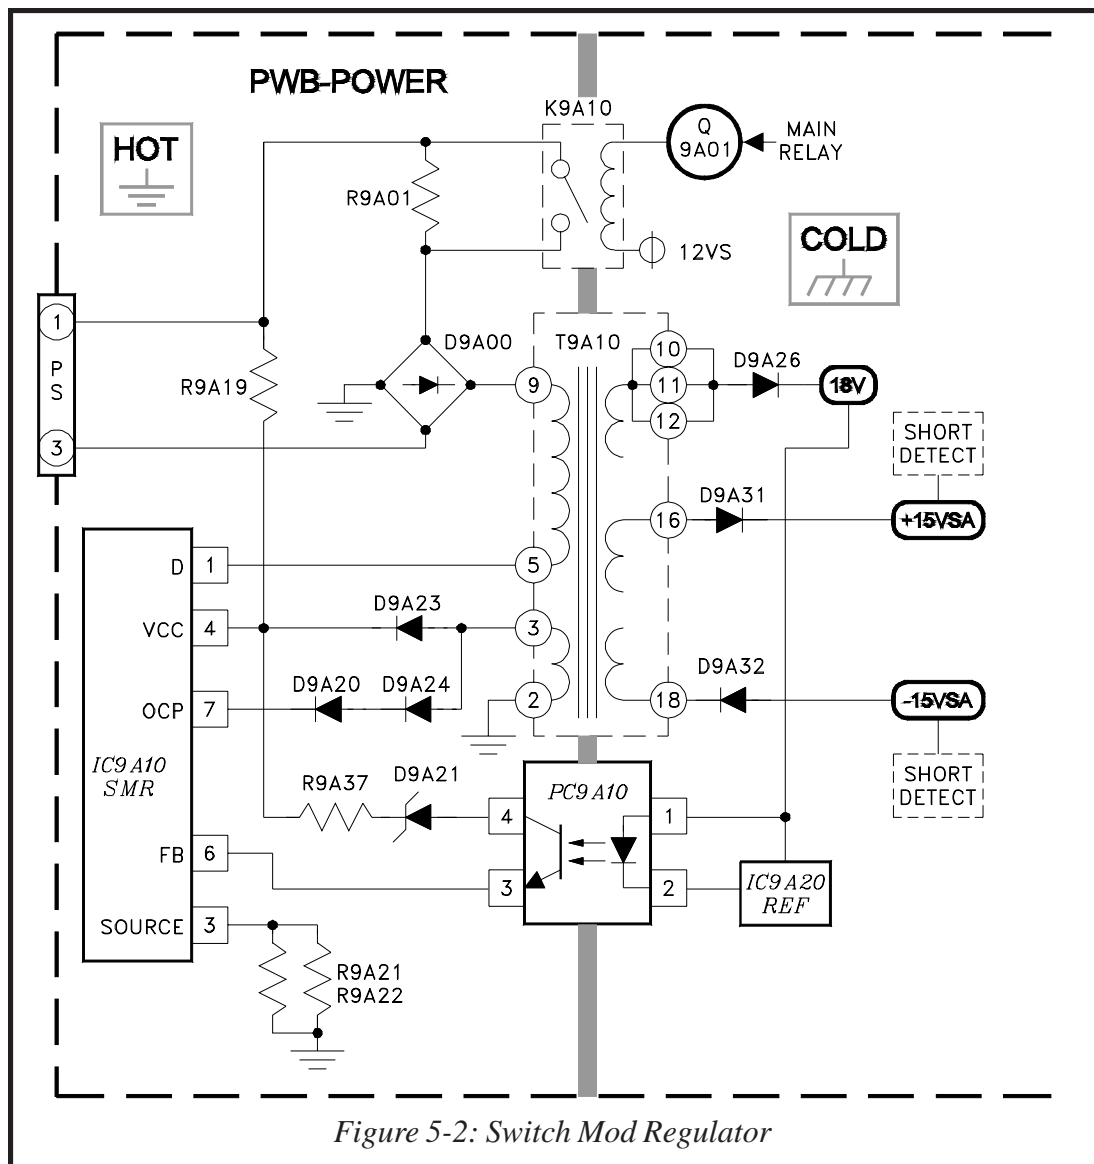 PWB-POWER
K9A10
HOT
Q
9A01
MAIN
RELAY
R9A01
COLD
12VS
1
P
S
3
D9A00
T9A10
R9A19
9
10
11
12
D9A26
18V
SHORT
DETECT
D9A31
16
+15VSA
D
1
5
D9A23
VCC
4
3
D9A32
D9A20
D9A24
OCP
7
2
18
-15VSA
IC9A10
SMR
R9A37
D9A21
PC9A10
SHORT
DETECT
4
1
FB
6
3
2
IC9A20
REF
SOURCE
3
R9A21
R9A22
Figure 5-2: Switch Mod Regulator